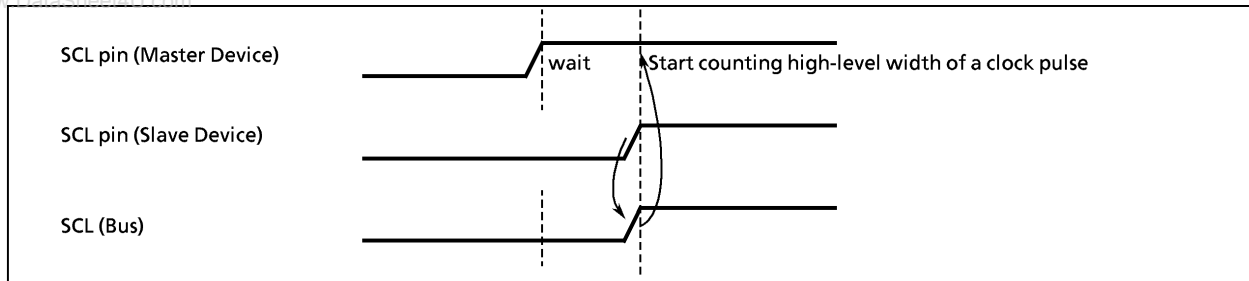 SCL pin (Master Device)
wait
Start counting high-level width of a clock pulse
SCL pin (Slave Device)
SCL (Bus)